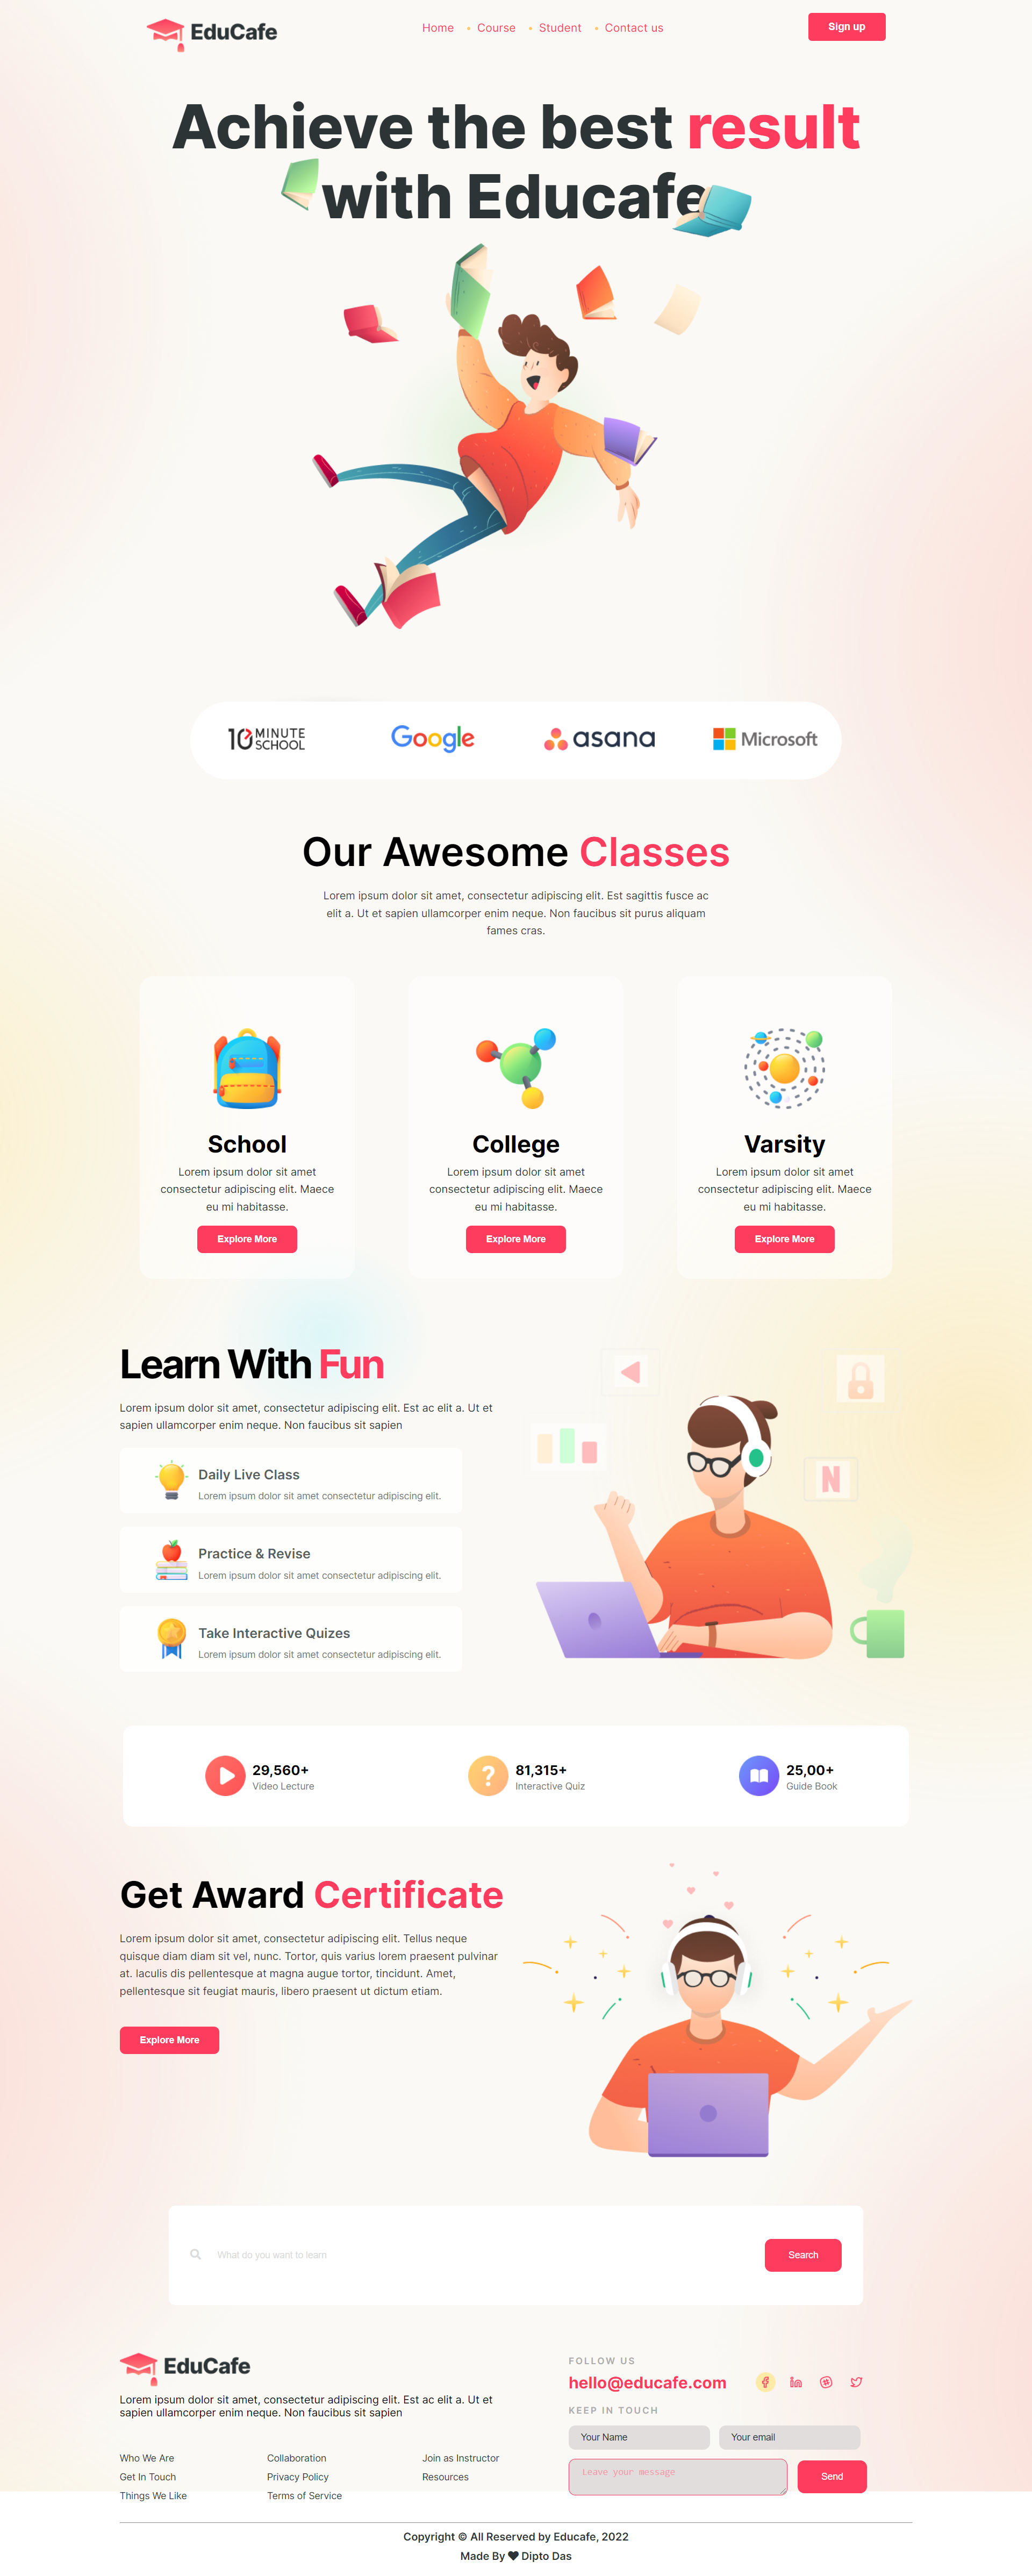 EduCafe
Home • Course • Student • Contact us
Sign up
Achieve the best result
with Educafe
10 MINUTE
SCHOOL
Google
asana
Microsoft
Our Awesome Classes
Lorem ipsum dolor sit amet, consectetur adipiscing elit. Est sagittis fusce ac
elit a. Ut et sapien ullamcorper enim neque. Non faucibus sit purus aliquam
fames cras.
School
Lorem ipsum dolor sit amet
consectetur adipiscing elit. Maece
eu mi habitasse.
Explore More
College
Lorem ipsum dolor sit amet
consectetur adipiscing elit. Maece
eu mi habitasse.
Explore More
Varsity
Lorem ipsum dolor sit amet
consectetur adipiscing elit. Maece
eu mi habitasse.
Explore More
Learn With Fun
Lorem ipsum dolor sit amet, consectetur adipiscing elit. Est ac elit a. Ut et
sapien ullamcorper enim neque. Non faucibus sit sapien
Daily Live Class
Lorem ipsum dolor sit amet consectetur adipiscing elit.
Practice & Revise
Lorem ipsum dolor sit amet consectetur adipiscing elit.
Take Interactive Quizes
Lorem ipsum dolor sit amet consectetur adipiscing elit.
N
29,560+
Video Lecture
?
81,315+
Interactive Quiz
25,00+
Guide Book
Get Award Certificate
Lorem ipsum dolor sit amet, consectetur adipiscing elit. Tellus neque
quisque diam diam sit vel, nunc. Tortor, quis varius lorem praesent pulvinar
at. Iaculis dis pellentesque at magna augue tortor, tincidunt. Amet,
pellentesque sit feugiat mauris, libero praesent ut dictum etiam.
Explore More
What do you want to learn
Search
EduCafe
Lorem ipsum dolor sit amet, consectetur adipiscing elit. Est ac elit a. Ut et
sapien ullamcorper enim neque. Non faucibus sit sapien
Who We Are
Get In Touch
Things We Like
Collaboration
Privacy Policy
Terms of Service
Join as Instructor
Resources
FOLLOW US
hello@educafe.com
KEEP IN TOUCH
Your Name
Your email
Leave your message
Send
Copyright © All Reserved by Educafe, 2022
Made By ♥ Dipto Das